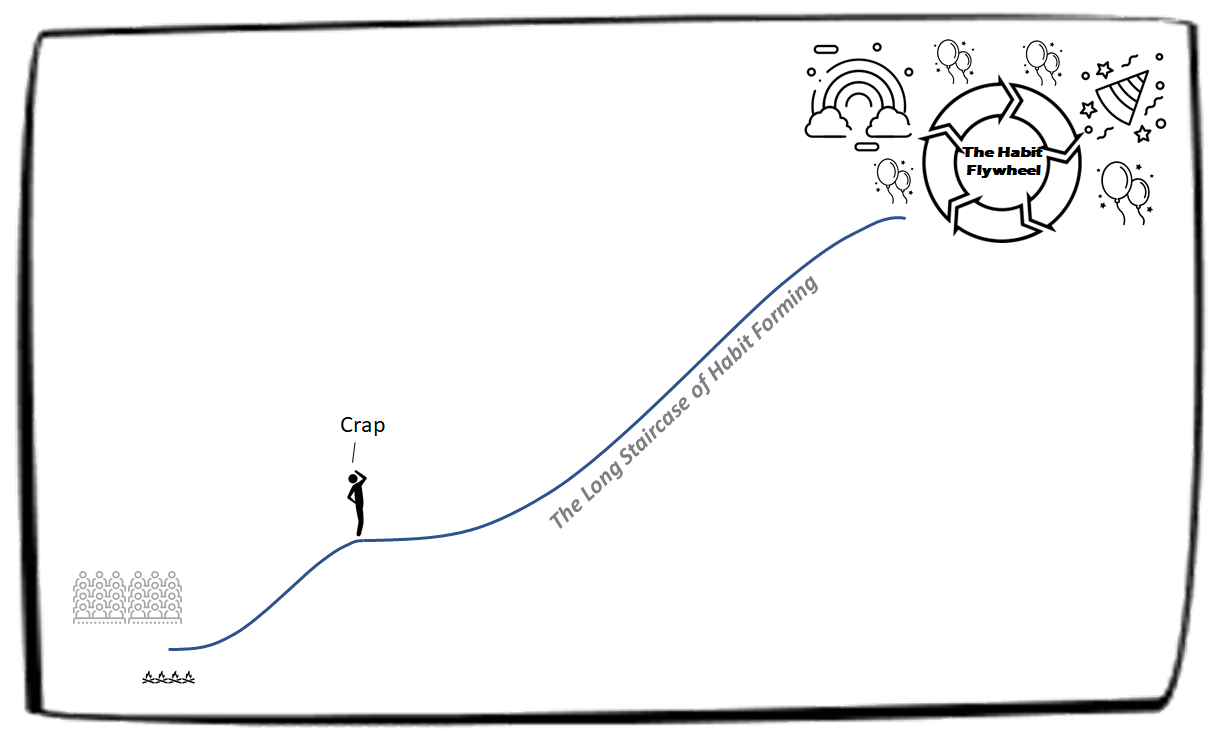 The Habit
Flywheel
The Long Staircase of Habit Forming
Crap